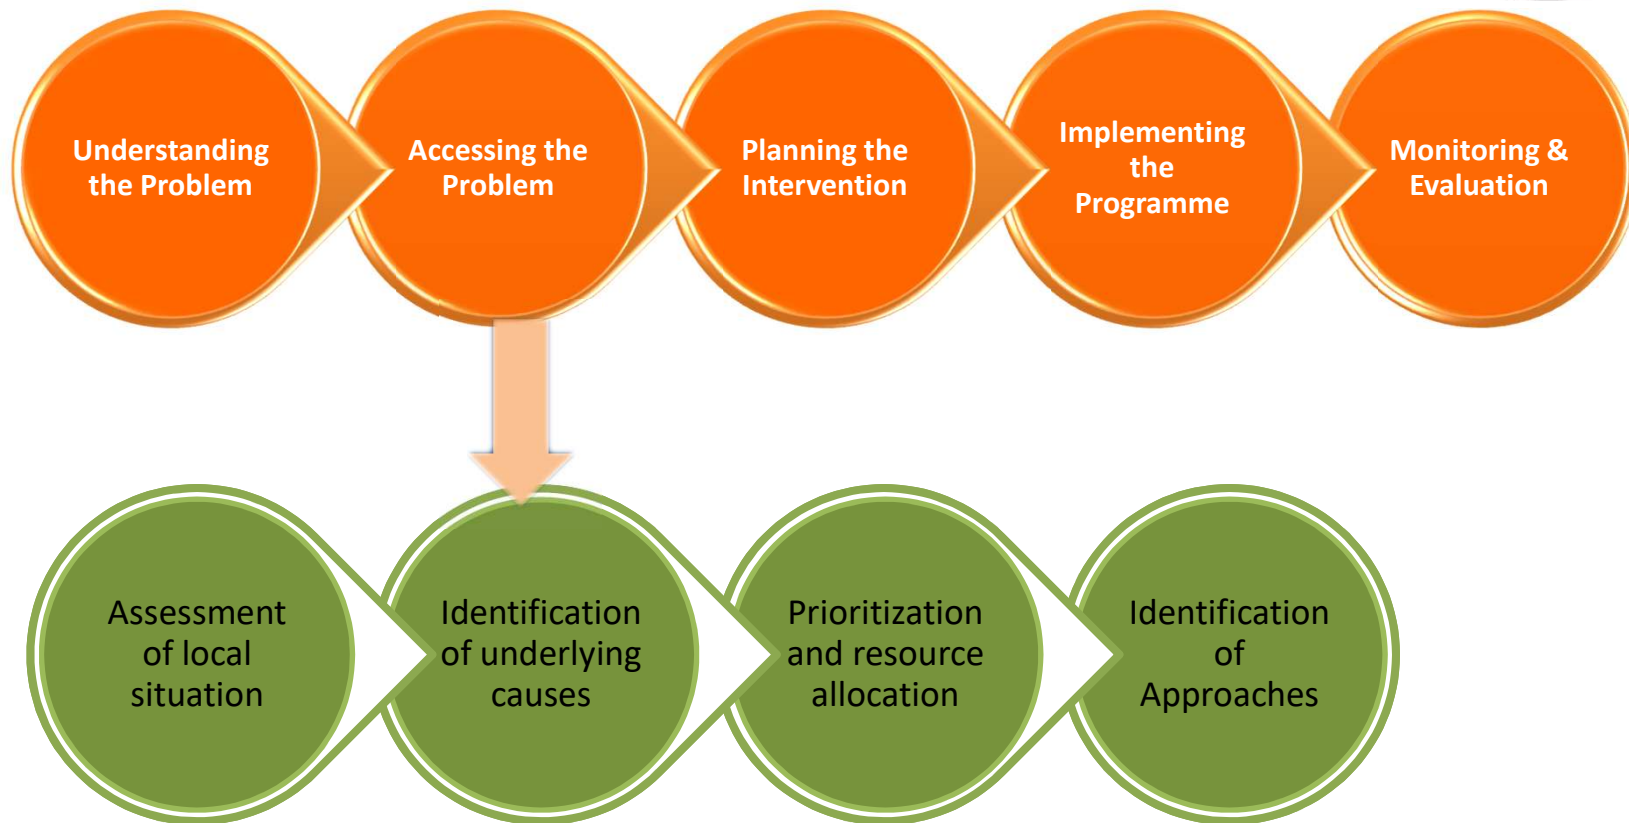 Understanding
the Problem
Accessing the
Problem
Planning the
Intervention
Implementing
the
Programme
Monitoring &
Evaluation
Assessment
of local
situation
Identification
of underlying
causes
Prioritization
and resource
allocation
Identification
of
Approaches